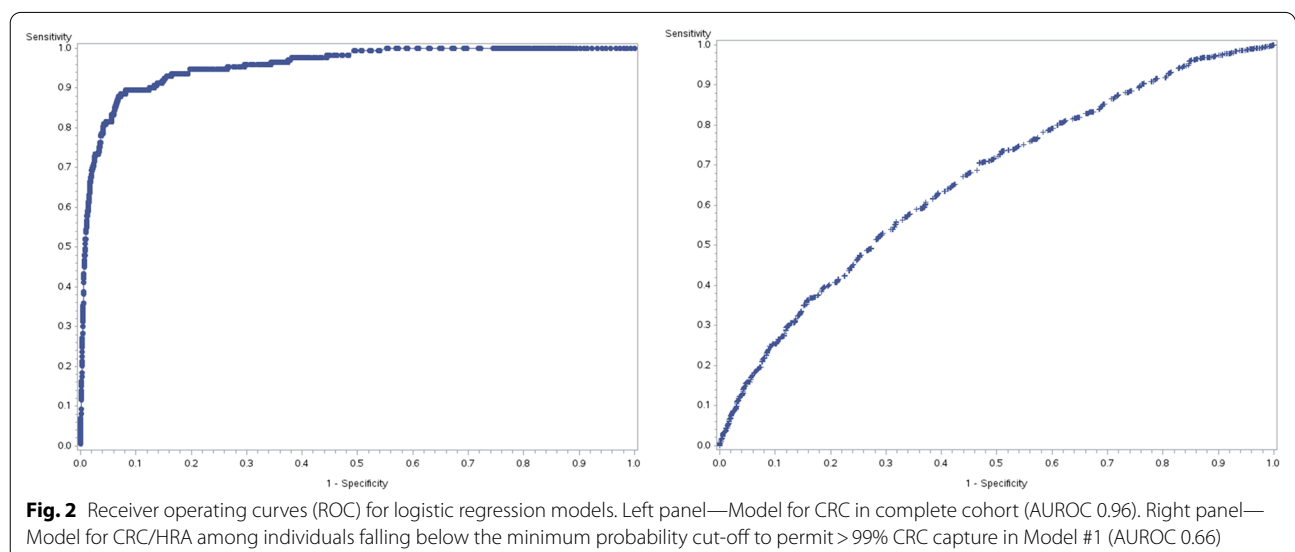 Sensitivity
1.0
0.9
0.8
0.7
0.6
0.5
0.4
0.3
0.2
0.1
0.0
0.0 0.1 0.2 0.3 0.4 0.5 0.6 0.7 0.8 0.9 1.0
1 - Specificity
Sensitivity
1.0
0.9
0.8
0.7
0.6
0.5
0.4
0.3
0.2
0.1
0.0
0.0 0.1 0.2 0.3 0.4 0.5 0.6 0.7 0.8 0.9 1.0
1 - Specificity
Fig. 2 Receiver operating curves (ROC) for logistic regression models. Left panel—Model for CRC in complete cohort (AUROC 0.96). Right panel—
Model for CRC/HRA among individuals falling below the minimum probability cut-off to permit > 99% CRC capture in Model #1 (AUROC 0.66)